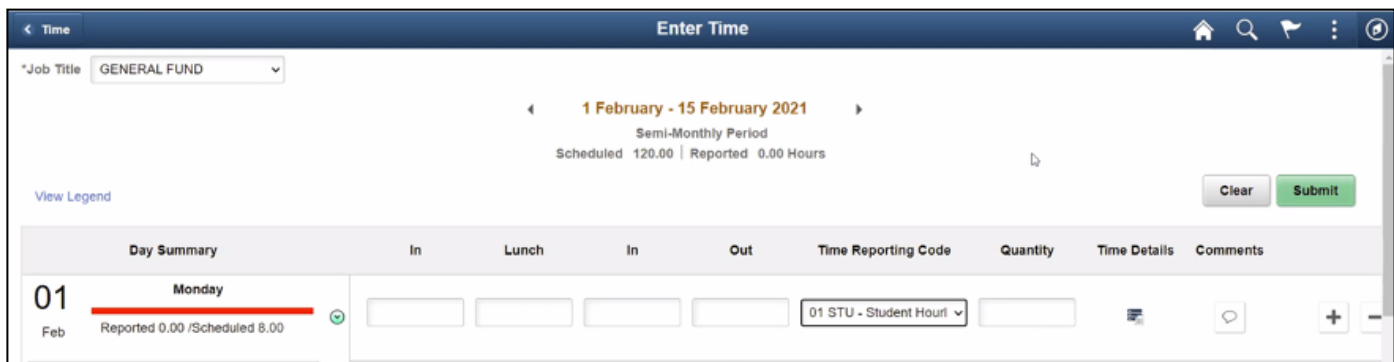 Time
Enter Time
*Job Title GENERAL FUND
1 February - 15 February 2021
Semi-Monthly Period
Scheduled 120.00 | Reported 0.00 Hours
View Legend
Clear Submit
Day Summary In Lunch In Out Time Reporting Code Quantity Time Details Comments
01 Monday
Feb Reported 0.00 /Scheduled 8.00
01 STU - Student Hourl